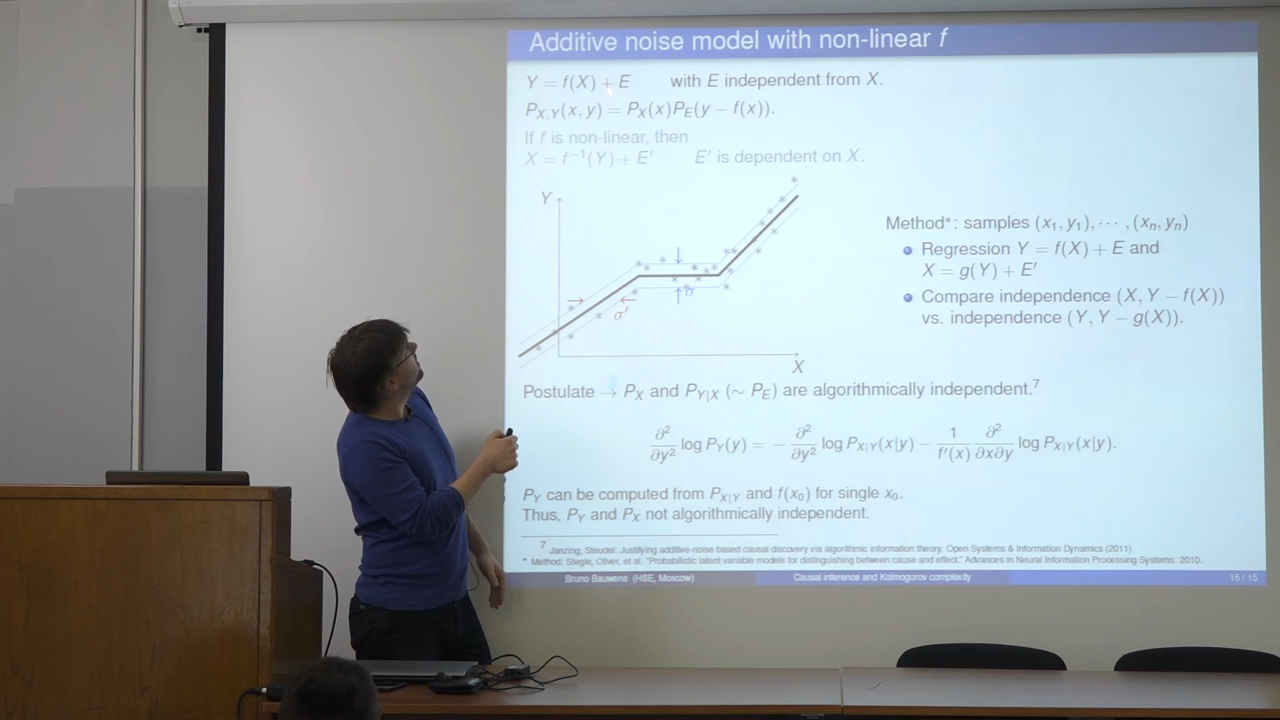 Additive noise model with non-linear f
Y = f(X) + E with E independent from X.
P_{X,Y}(x, y) = P_X(x)P_E(y − f(x)).
If f is non-linear, then
X = f^{−1}(Y) + E′ E′ is dependent on X.
Y
σ
σ′
X
Method*: samples (x_1, y_1), ⋯ , (x_n, y_n)
• Regression Y = f(X) + E and
X = g(Y) + E′
• Compare independence (X, Y − f(X))
vs. independence (Y, Y − g(X)).
Postulate → P_X and P_{Y|X} (∼ P_E) are algorithmically independent.⁷
∂²/∂y² log P_Y(y) = − ∂²/∂y² log P_{X|Y}(x|y) − 1/f′(x) ∂²/∂x∂y log P_{X|Y}(x|y).
P_Y can be computed from P_{X|Y} and f(x_0) for single x_0.
Thus, P_Y and P_X not algorithmically independent.
⁷ Janzing, Steudel: Justifying additive-noise based causal discovery via algorithmic information theory. Open Systems & Information Dynamics (2011)
* Method: Stegle, Oliver, et al. "Probabilistic latent variable models for distinguishing between cause and effect." Advances in Neural Information Processing Systems, 2010.
Bruno Bauwens (HSE, Moscow) Causal inference and Kolmogorov complexity 15 / 15